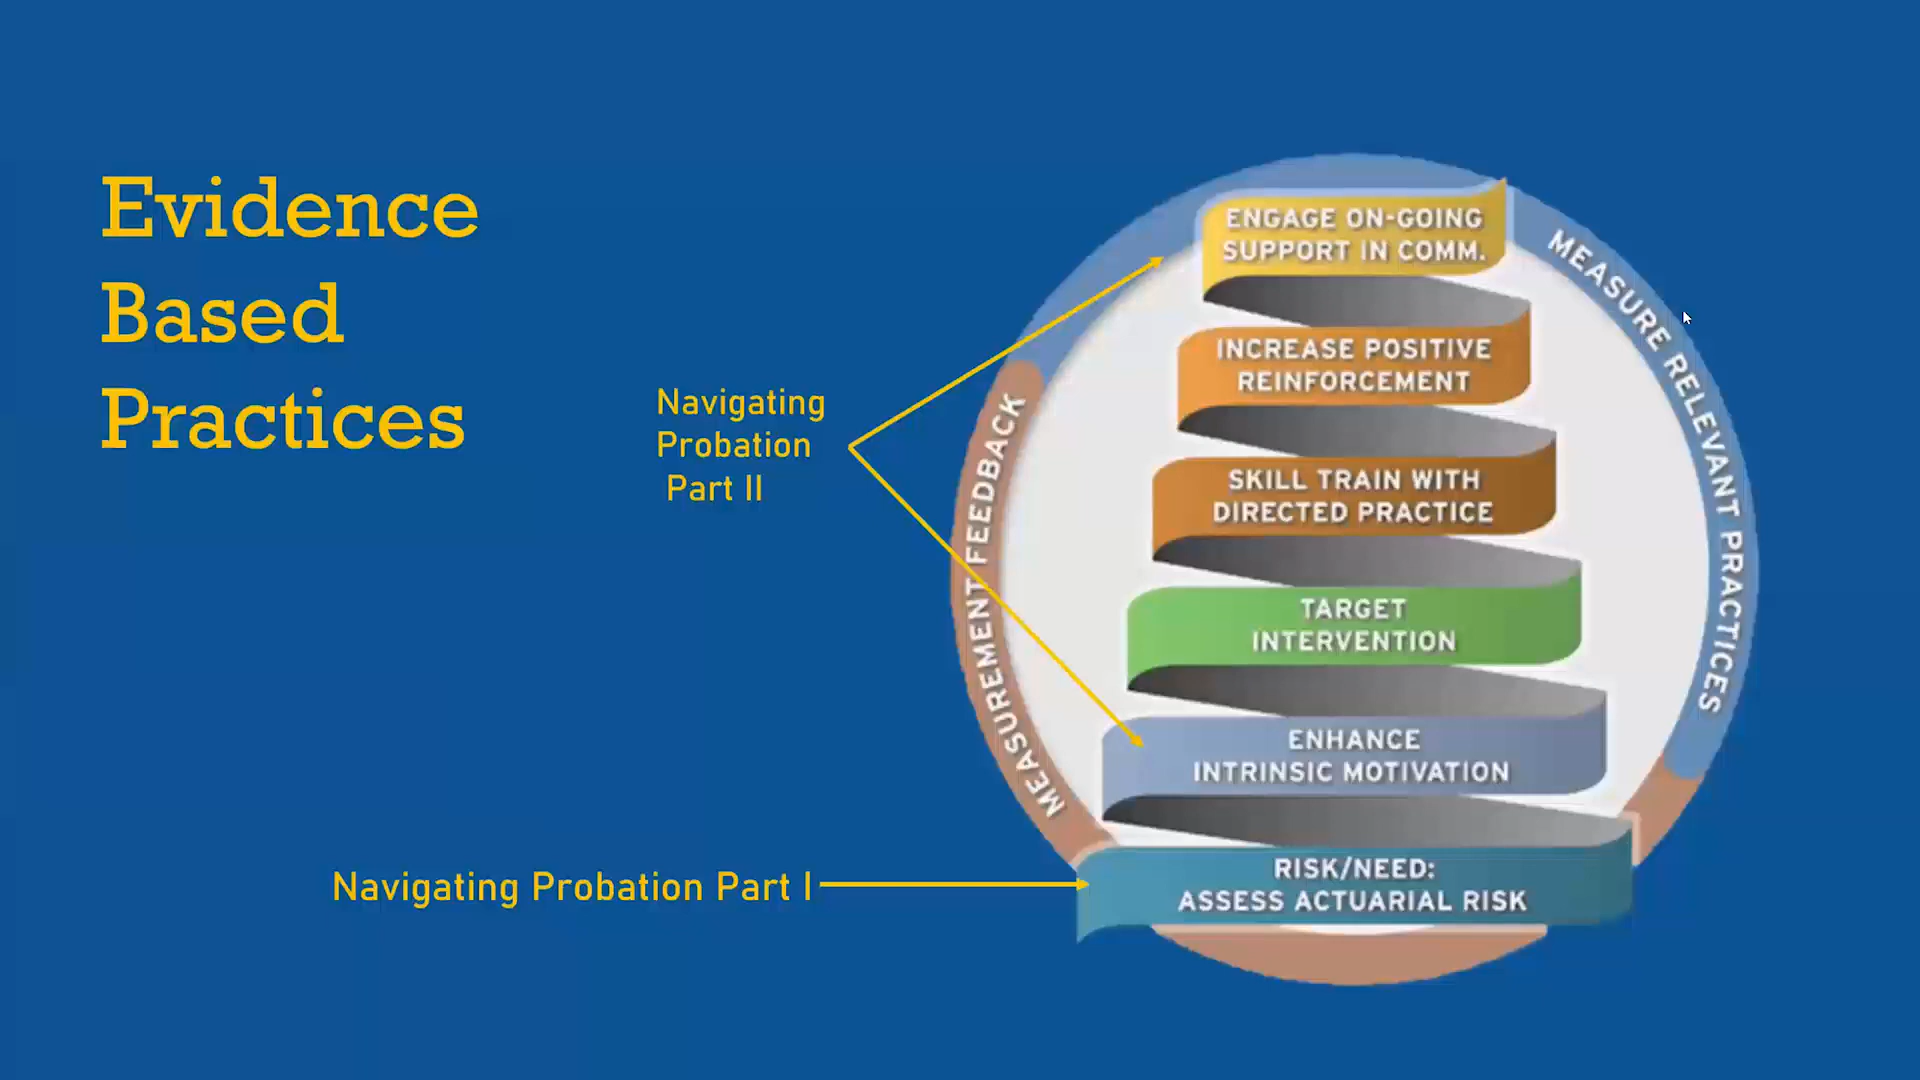 Evidence
Based
Practices
Navigating
Probation
Part II
Navigating Probation Part I
ENGAGE ON-GOING
SUPPORT IN COMM.
INCREASE POSITIVE
REINFORCEMENT
SKILL TRAIN WITH
DIRECTED PRACTICE
TARGET
INTERVENTION
ENHANCE
INTRINSIC MOTIVATION
RISK/NEED:
ASSESS ACTUARIAL RISK
MEASUREMENT FEEDBACK
MEASURE RELEVANT PRACTICES